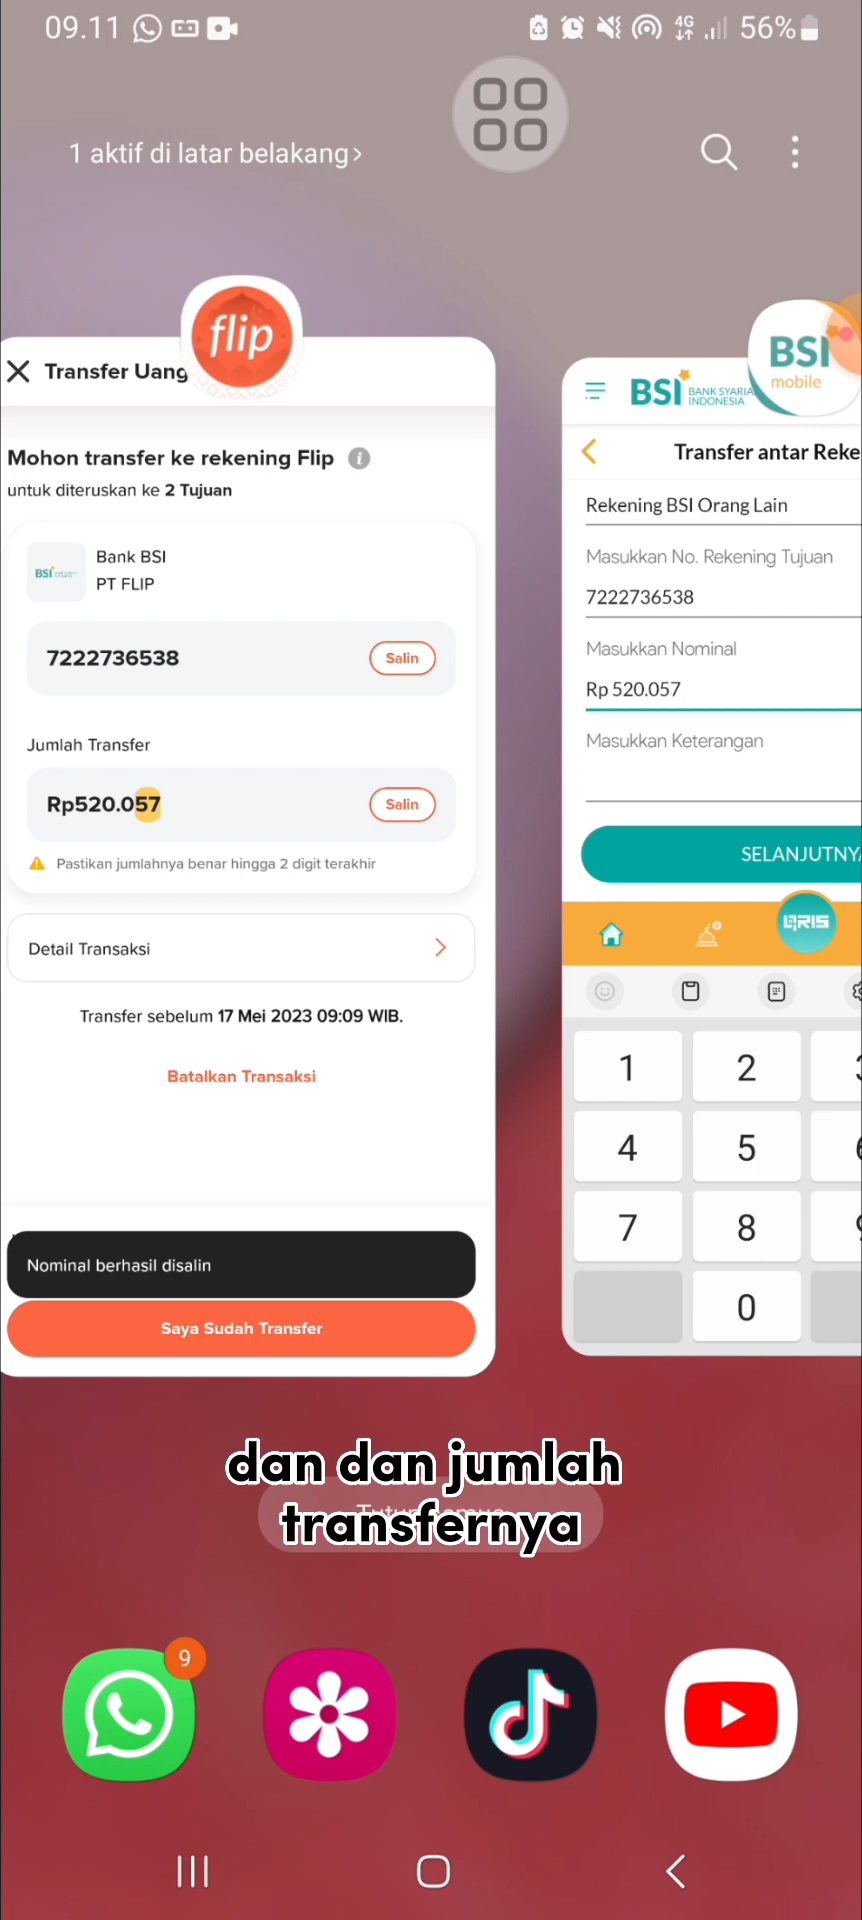 09.11
4G
56%
1 aktif di latar belakang>
flip
Transfer Uang
Mohon transfer ke rekening Flip
untuk diteruskan ke 2 Tujuan
BSI
Bank BSI
PT FLIP
7222736538
Salin
Jumlah Transfer
Rp520.057
Salin
Pastikan jumlahnya benar hingga 2 digit terakhir
Detail Transaksi
Transfer sebelum 17 Mei 2023 09:09 WIB.
Batalkan Transaksi
Nominal berhasil disalin
Saya Sudah Transfer
BSI
mobile
BSI BANK SYARIA
INDONESIA
Transfer antar Reke
Rekening BSI Orang Lain
Masukkan No. Rekening Tujuan
7222736538
Masukkan Nominal
Rp 520.057
Masukkan Keterangan
SELANJUTNYA
QRIS
1 2
4 5
7 8
0
dan dan jumlah
transfernya
9